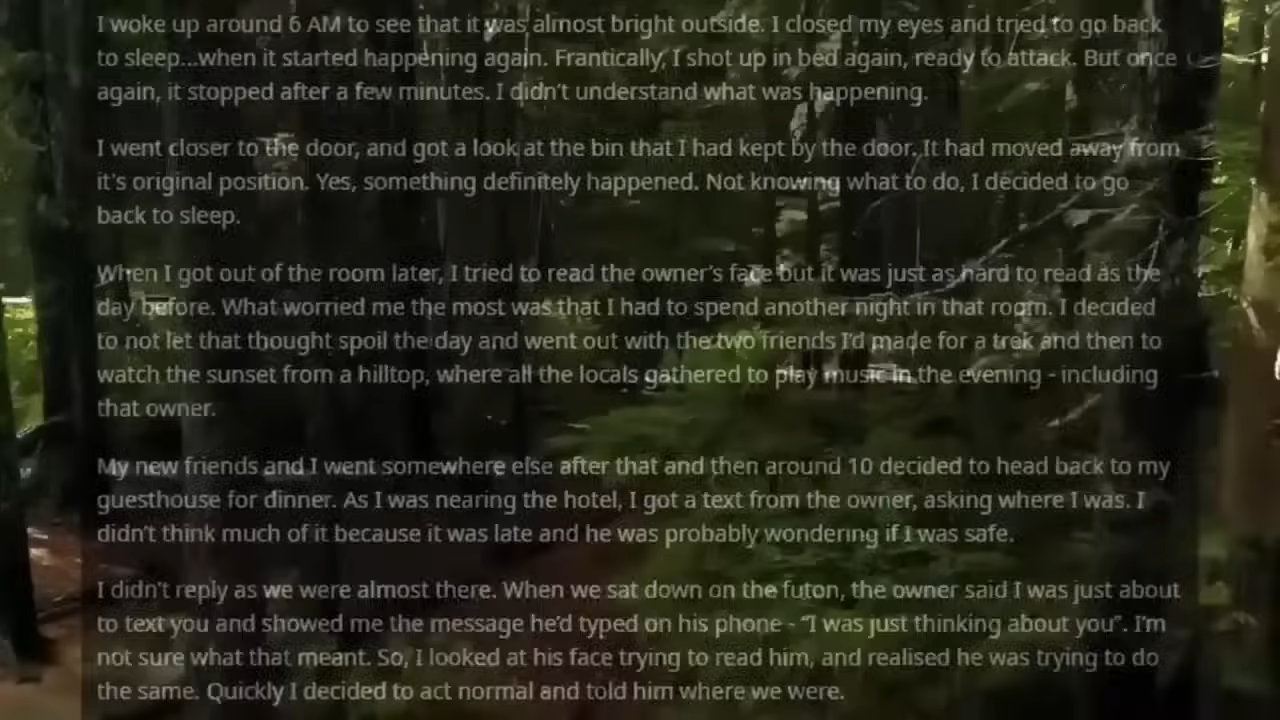 I woke up around 6 AM to see that it was almost bright outside. I closed my eyes and tried to go back
to sleep...when it started happening again. Frantically, I shot up in bed again, ready to attack. But once
again, it stopped after a few minutes. I didn't understand what was happening.
I went closer to the door, and got a look at the bin that I had kept by the door. It had moved away from
it's original position. Yes, something definitely happened. Not knowing what to do, I decided to go
back to sleep.
When I got out of the room later, I tried to read the owner's face but it was just as hard to read as the
day before. What worried me the most was that I had to spend another night in that room. I decided
to not let that thought spoil the day and went out with the two friends I'd made for a trek and then to
watch the sunset from a hilltop, where all the locals gathered to play music in the evening - including
that owner.
My new friends and I went somewhere else after that and then around 10 decided to head back to my
guesthouse for dinner. As I was nearing the hotel, I got a text from the owner, asking where I was. I
didn't think much of it because it was late and he was probably wondering if I was safe.
I didn't reply as we were almost there. When we sat down on the futon, the owner said I was just about
to text you and showed me the message he'd typed on his phone - "I was just thinking about you". I'm
not sure what that meant. So, I looked at his face trying to read him, and realised he was trying to do
the same. Quickly I decided to act normal and told him where we were.